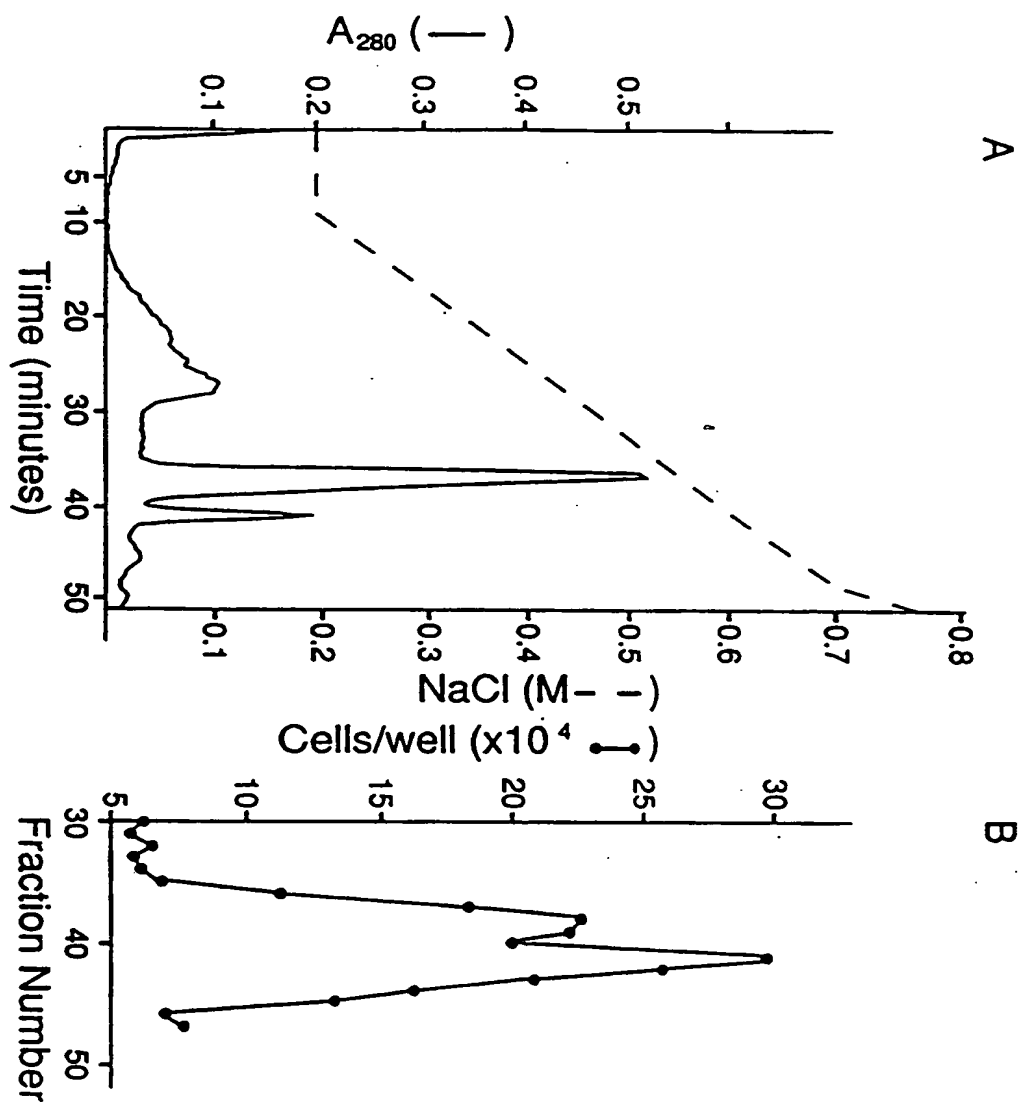 A
A280 (—)
0.1 0.2 0.3 0.4 0.5
5 10 20 30 40 50
Time (minutes)
0.1 0.2 0.3 0.4 0.5 0.6 0.7 0.8
NaCl (M– –)
B
Cells/well (x10 4 •–•)
5 10 15 20 25 30
30 40 50
Fraction Number